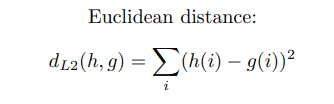 Euclidean distance:
d_{L2}(h, g) = \sum_i (h(i) − g(i))^2